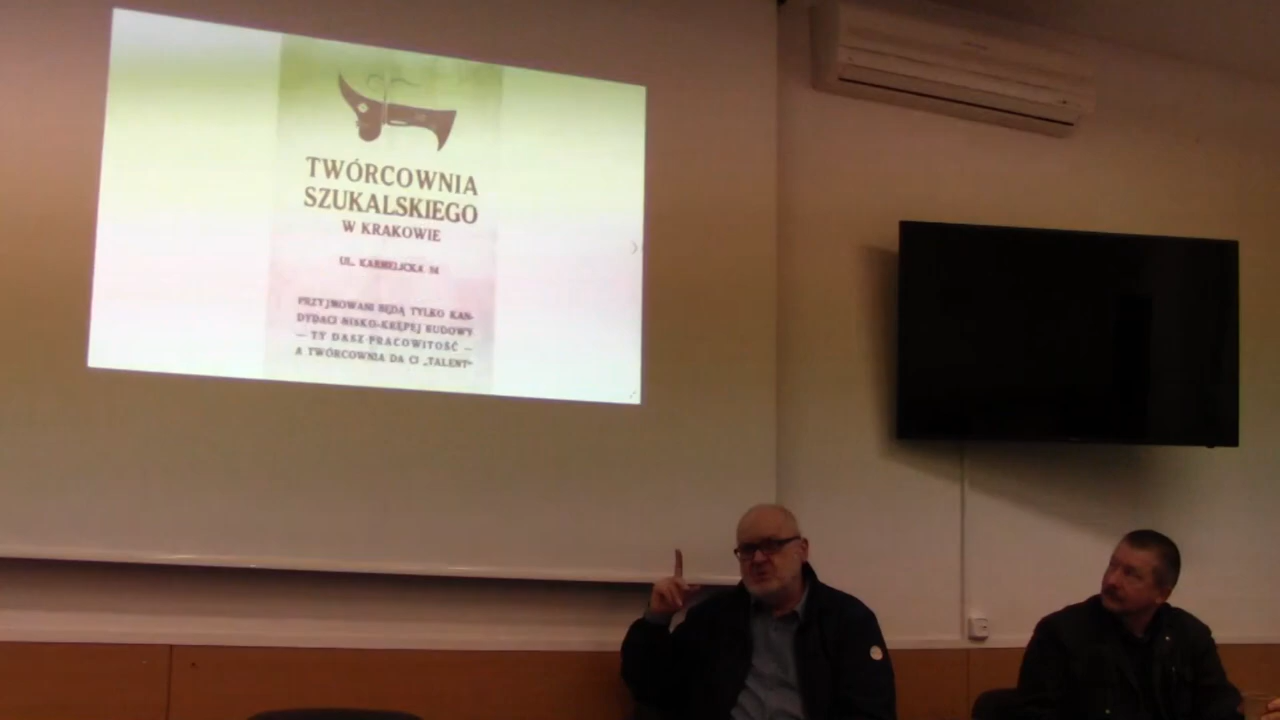 TWÓRCOWNIA
SZUKALSKIEGO
W KRAKOWIE
UL. KARMELICKA
PRZYJMOWANI BĘDĄ TYLKO KAN-
DYDACI NISKO-KRĘPEJ BUDOWY
— TY DASZ PRACOWITOŚĆ —
A TWÓRCOWNIA DA CI „TALENT"